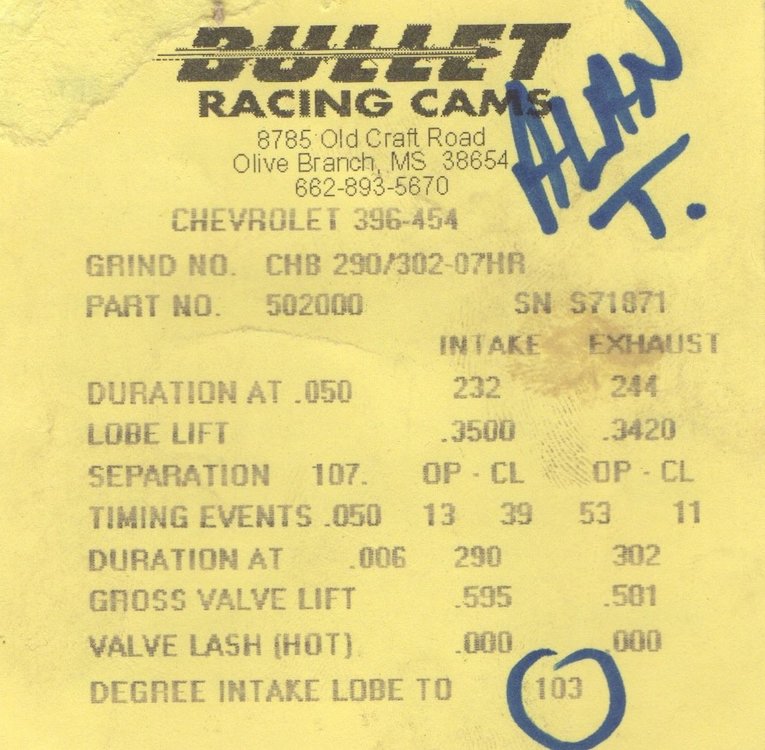 BULLET
RACING CAMS
8785 Old Craft Road
Olive Branch, MS 38654
662-893-5670
ALAN
T.
CHEVROLET 396-454
GRIND NO. CHB 290/302-07HR
PART NO. 502000 SN S71871
INTAKE EXHAUST
DURATION AT .050 232 244
LOBE LIFT .3500 .3420
SEPARATION 107. OP - CL OP - CL
TIMING EVENTS .050 13 39 53 11
DURATION AT .006 290 302
GROSS VALVE LIFT .595 .581
VALVE LASH (HOT) .000 .000
DEGREE INTAKE LOBE TO 103